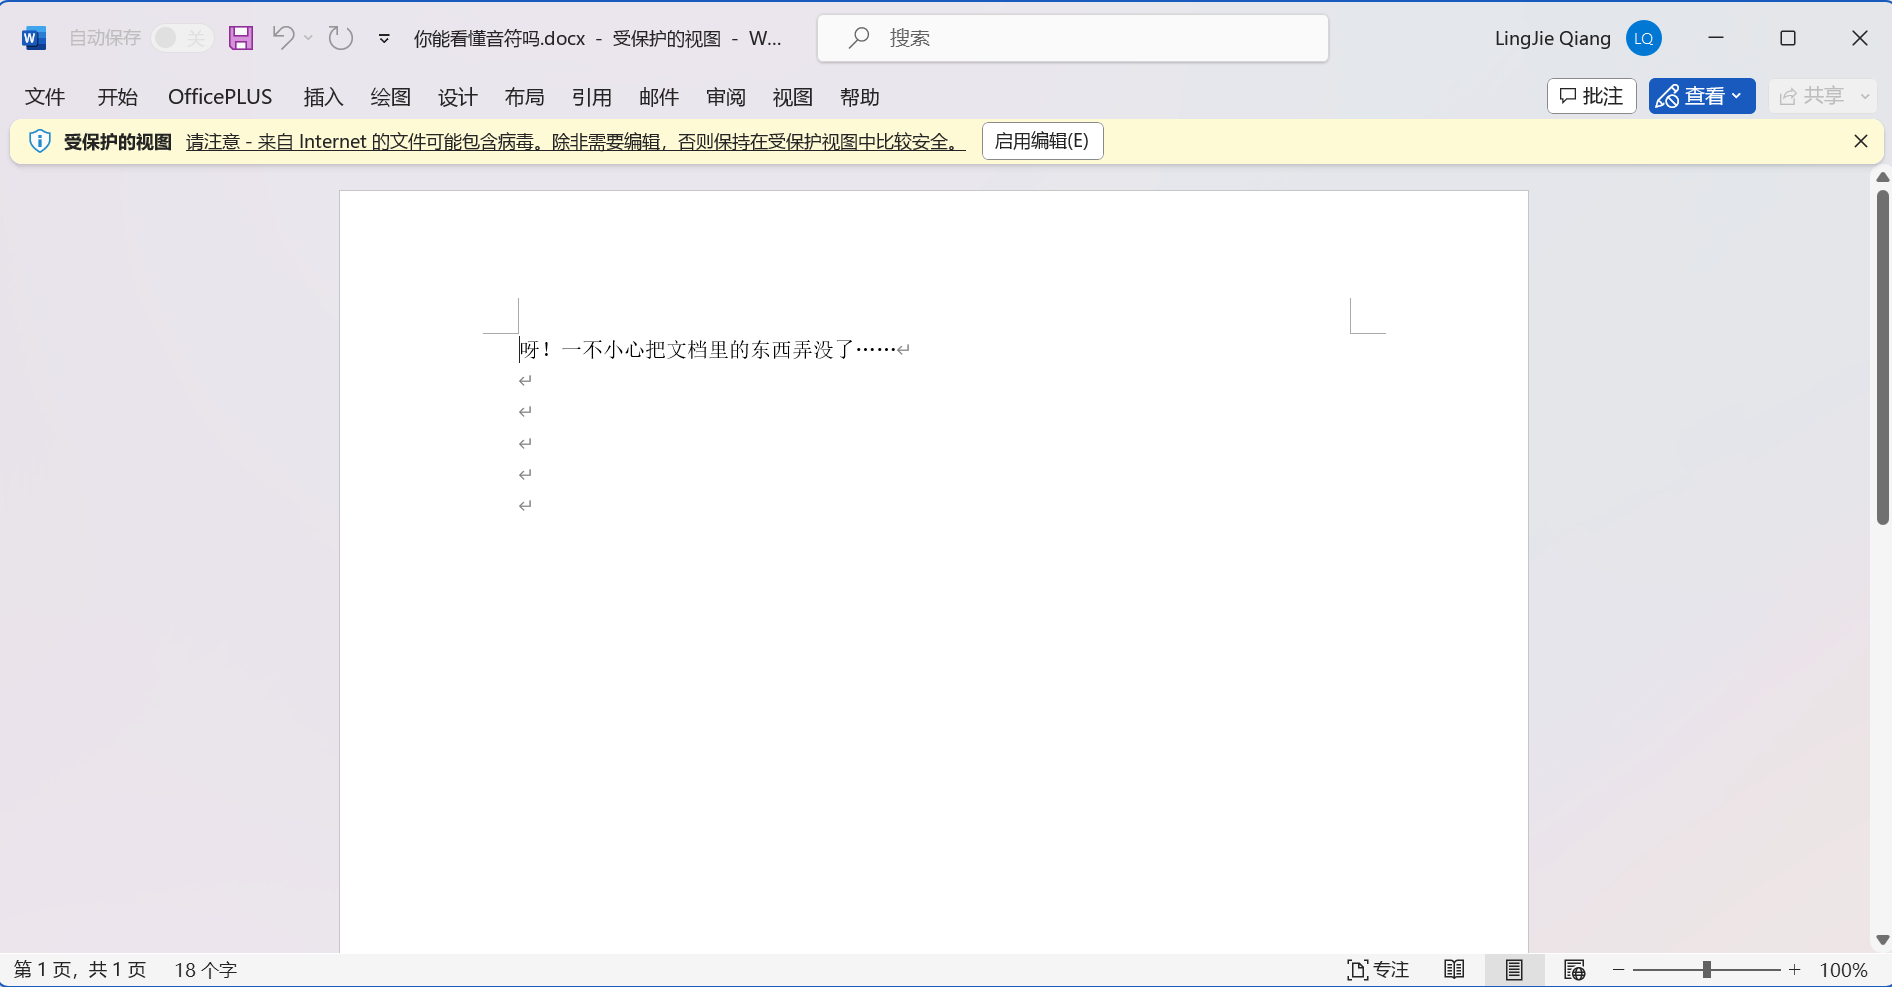 自动保存 关 你能看懂音符吗.docx - 受保护的视图 - W... 搜索 LingJie Qiang LQ
文件 开始 OfficePLUS 插入 绘图 设计 布局 引用 邮件 审阅 视图 帮助 批注 查看 共享
受保护的视图 请注意 - 来自 Internet 的文件可能包含病毒。除非需要编辑，否则保持在受保护视图中比较安全。 启用编辑(E)
呀！一不小心把文档里的东西弄没了……
第 1 页，共 1 页 18 个字 专注 100%